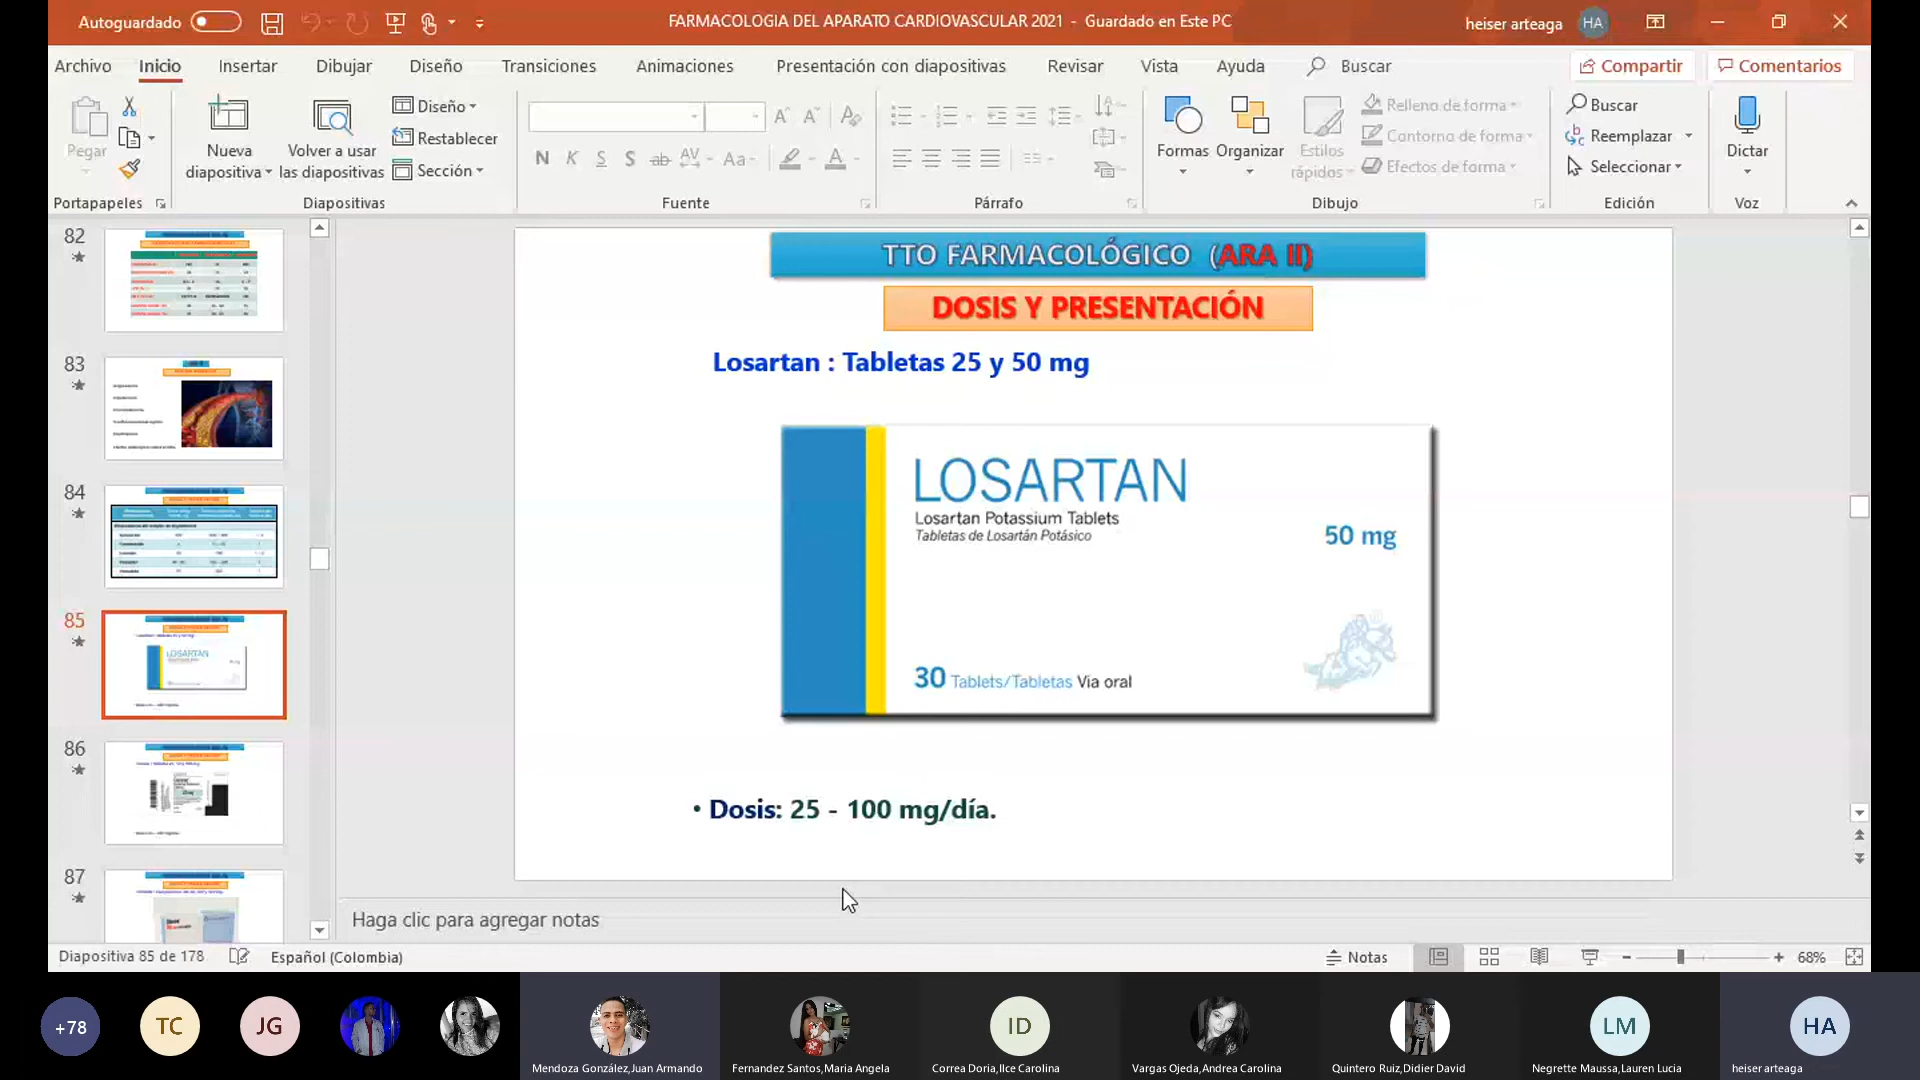 Autoguardado
FARMACOLOGIA DEL APARATO CARDIOVASCULAR 2021 - Guardado en Este PC
heiser arteaga
HA
Archivo Inicio Insertar Dibujar Diseño Transiciones Animaciones Presentación con diapositivas Revisar Vista Ayuda Buscar
Compartir
Comentarios
Pegar
Nueva diapositiva
Volver a usar las diapositivas
Diseño
Restablecer
Sección
N K S S ab AV Aa A
Formas
Organizar
Estilos rápidos
Relleno de forma
Contorno de forma
Efectos de forma
Buscar
Reemplazar
Seleccionar
Dictar
Portapapeles
Diapositivas
Fuente
Párrafo
Dibujo
Edición
Voz
82
83
84
85
86
87
TTO FARMACOLÓGICO (ARA II)
DOSIS Y PRESENTACIÓN
Losartan : Tabletas 25 y 50 mg
LOSARTAN
Losartan Potassium Tablets
Tabletas de Losartán Potásico
50 mg
30 Tablets/Tabletas Via oral
• Dosis: 25 - 100 mg/día.
Haga clic para agregar notas
Diapositiva 85 de 178
Español (Colombia)
Notas
68%
+78
TC
JG
ID
LM
HA
Mendoza González,Juan Armando
Fernandez Santos,Maria Angela
Correa Doria,Ilce Carolina
Vargas Ojeda,Andrea Carolina
Quintero Ruiz,Didier David
Negrette Maussa,Lauren Lucia
heiser arteaga